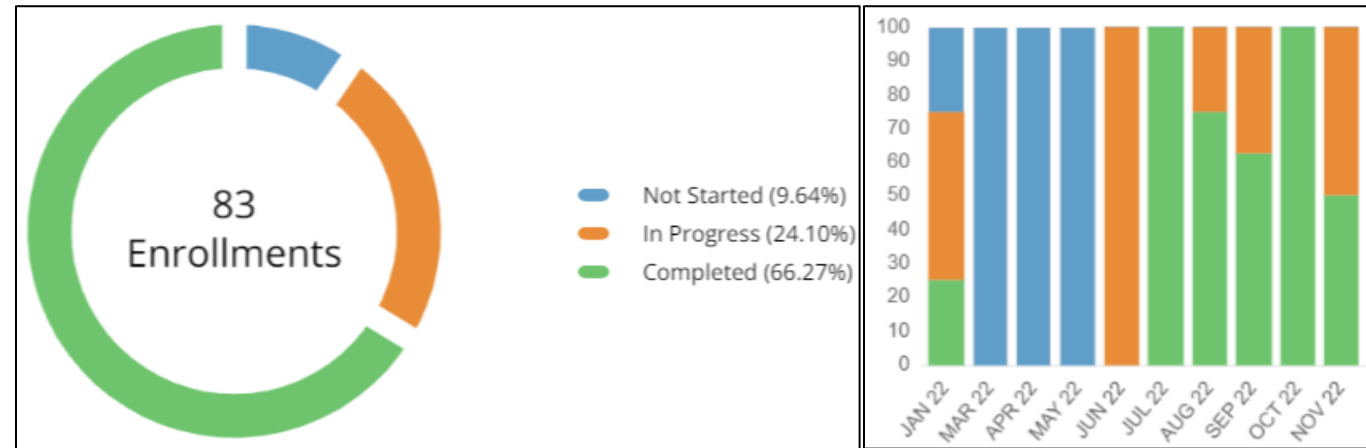 83
Enrollments
Not Started (9.64%)
In Progress (24.10%)
Completed (66.27%)
100
90
80
70
60
50
40
30
20
10
0
JAN 22
MAR 22
APR 22
MAY 22
JUN 22
JUL 22
AUG 22
SEP 22
OCT 22
NOV 22